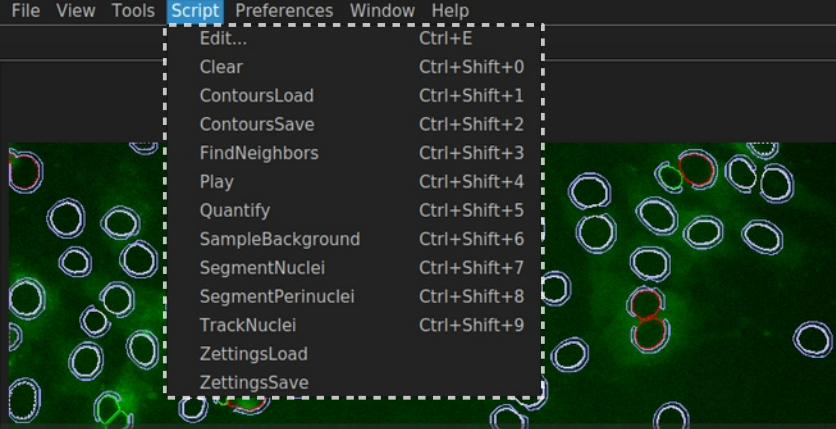 File View Tools Script Preferences Window Help
Edit... Ctrl+E
Clear Ctrl+Shift+0
ContoursLoad Ctrl+Shift+1
ContoursSave Ctrl+Shift+2
FindNeighbors Ctrl+Shift+3
Play Ctrl+Shift+4
Quantify Ctrl+Shift+5
SampleBackground Ctrl+Shift+6
SegmentNuclei Ctrl+Shift+7
SegmentPerinuclei Ctrl+Shift+8
TrackNuclei Ctrl+Shift+9
ZettingsLoad
ZettingsSave